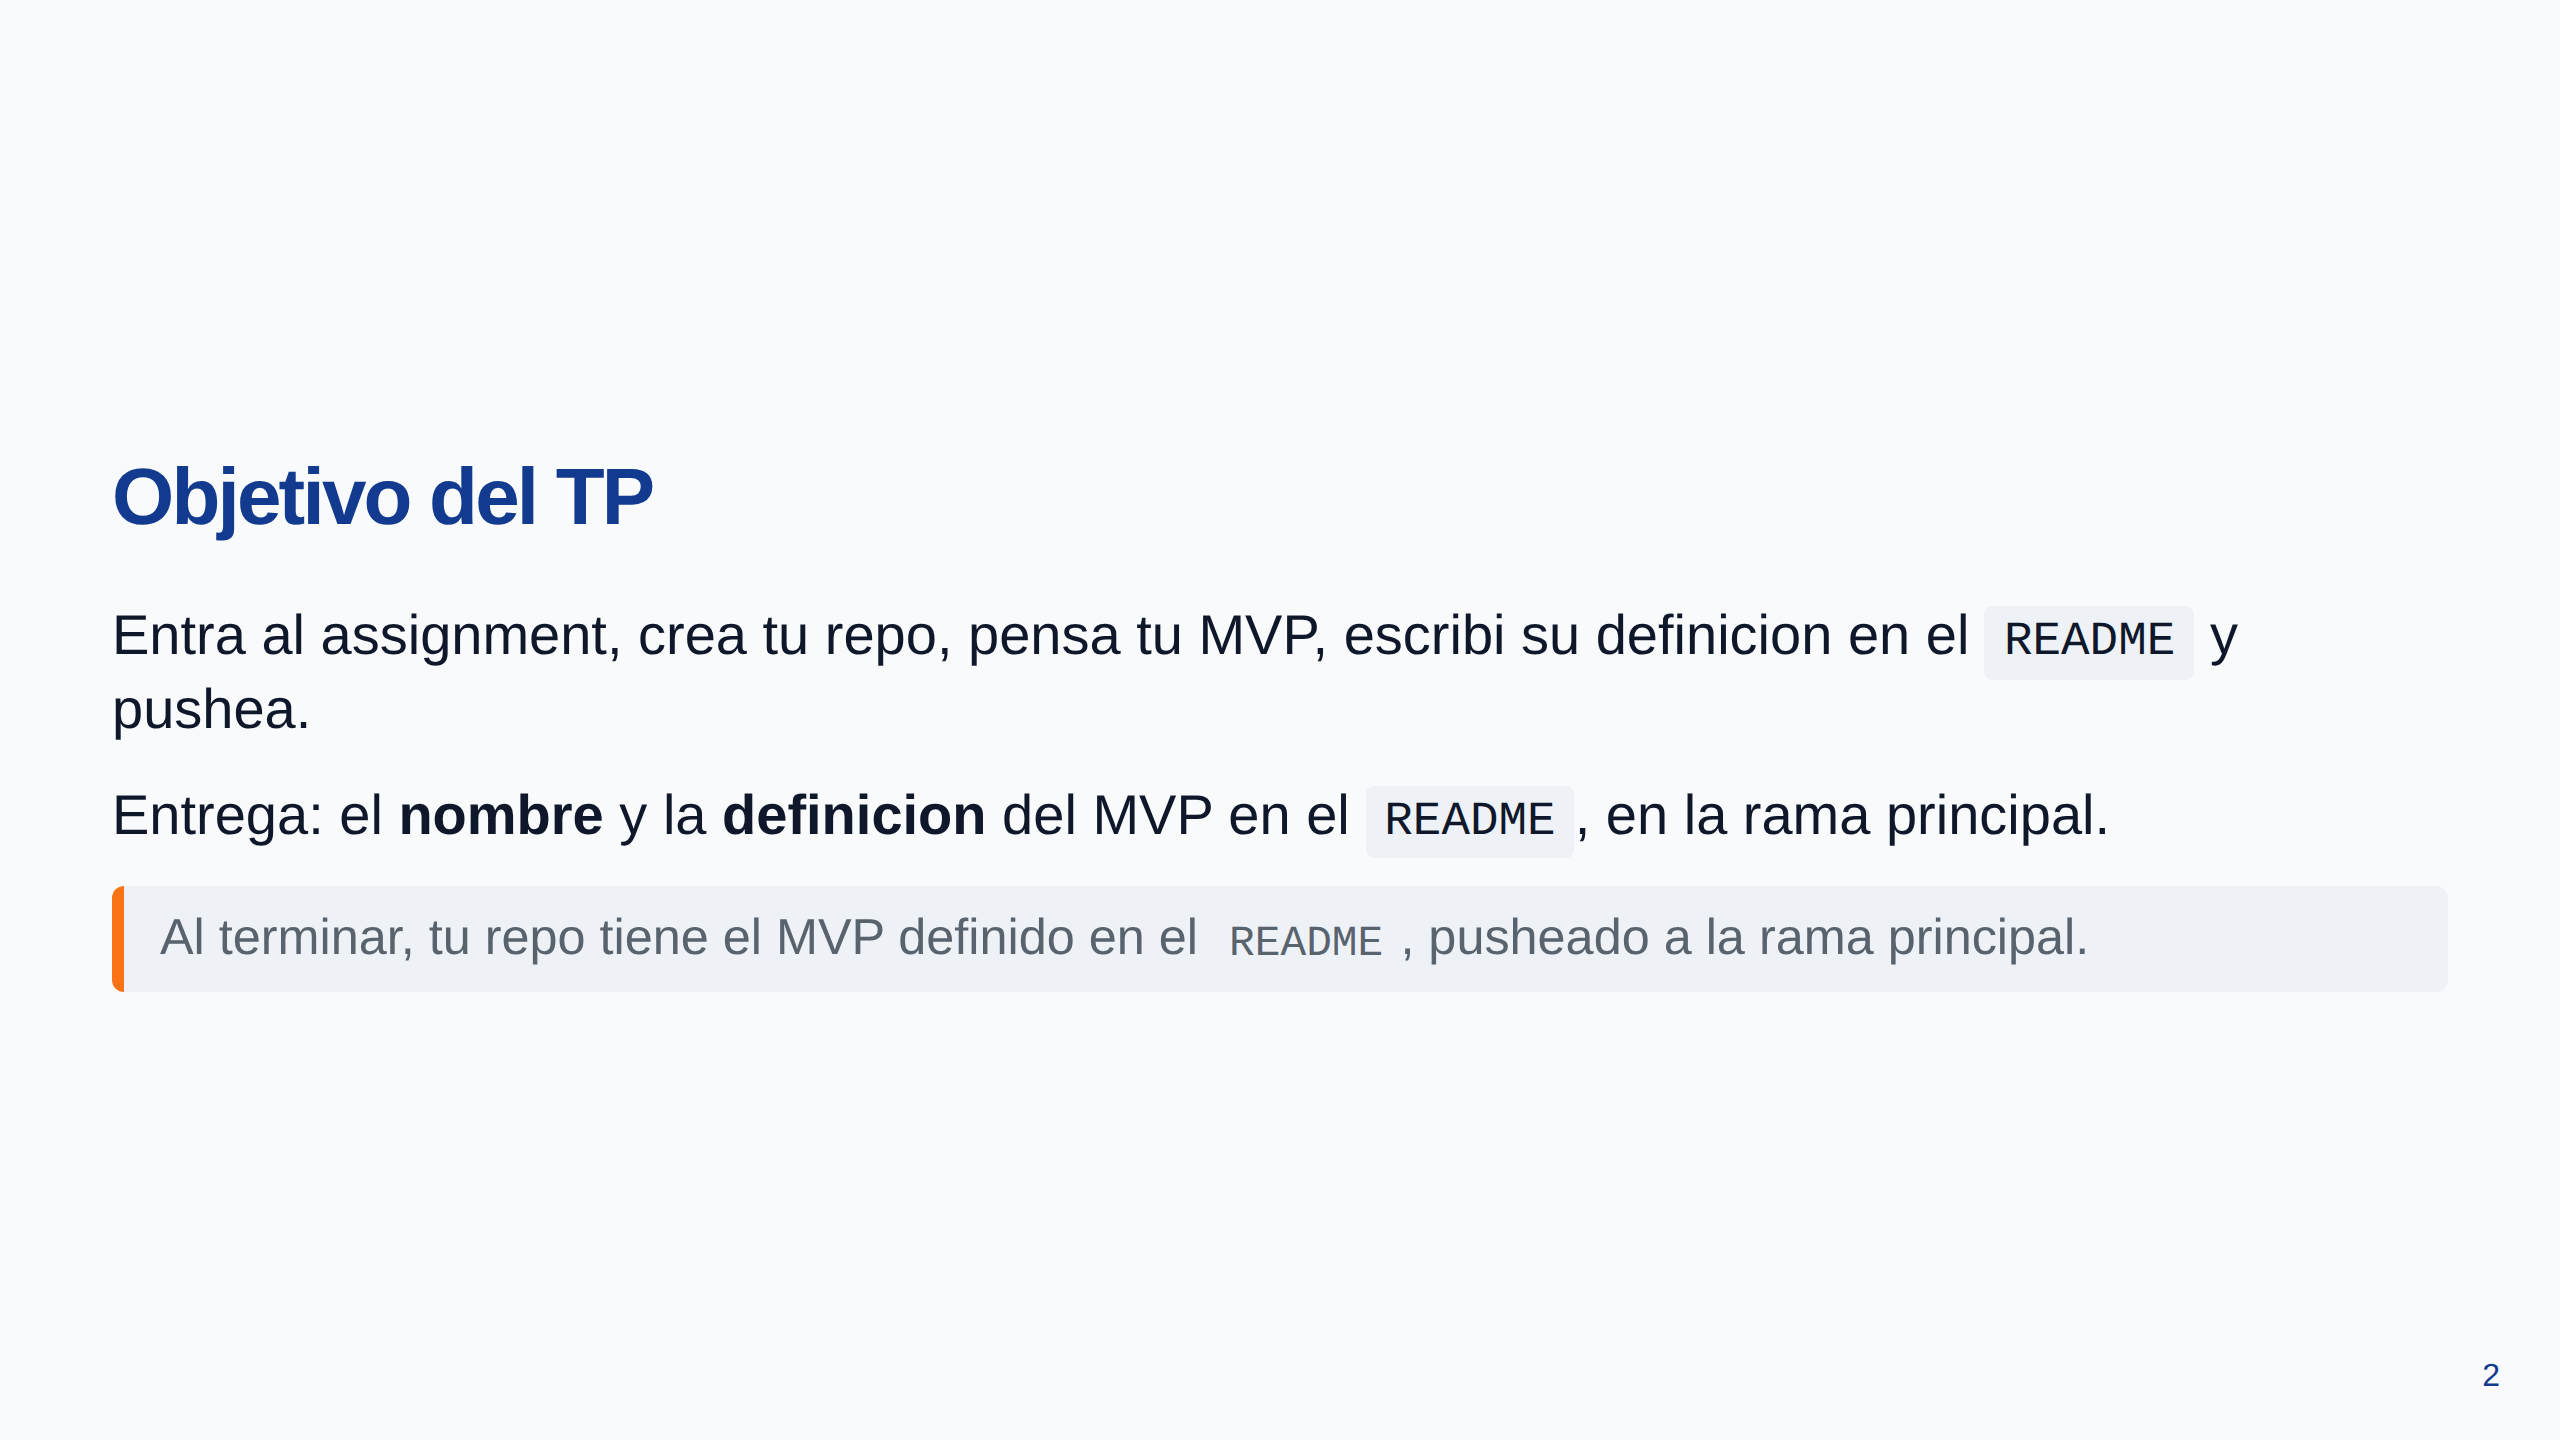 Objetivo del TP
Entra al assignment, crea tu repo, pensa tu MVP, escribi su definicion en el README y
pushea.
Entrega: el nombre y la definicion del MVP en el README, en la rama principal.
Al terminar, tu repo tiene el MVP definido en el README, pusheado a la rama principal.
2